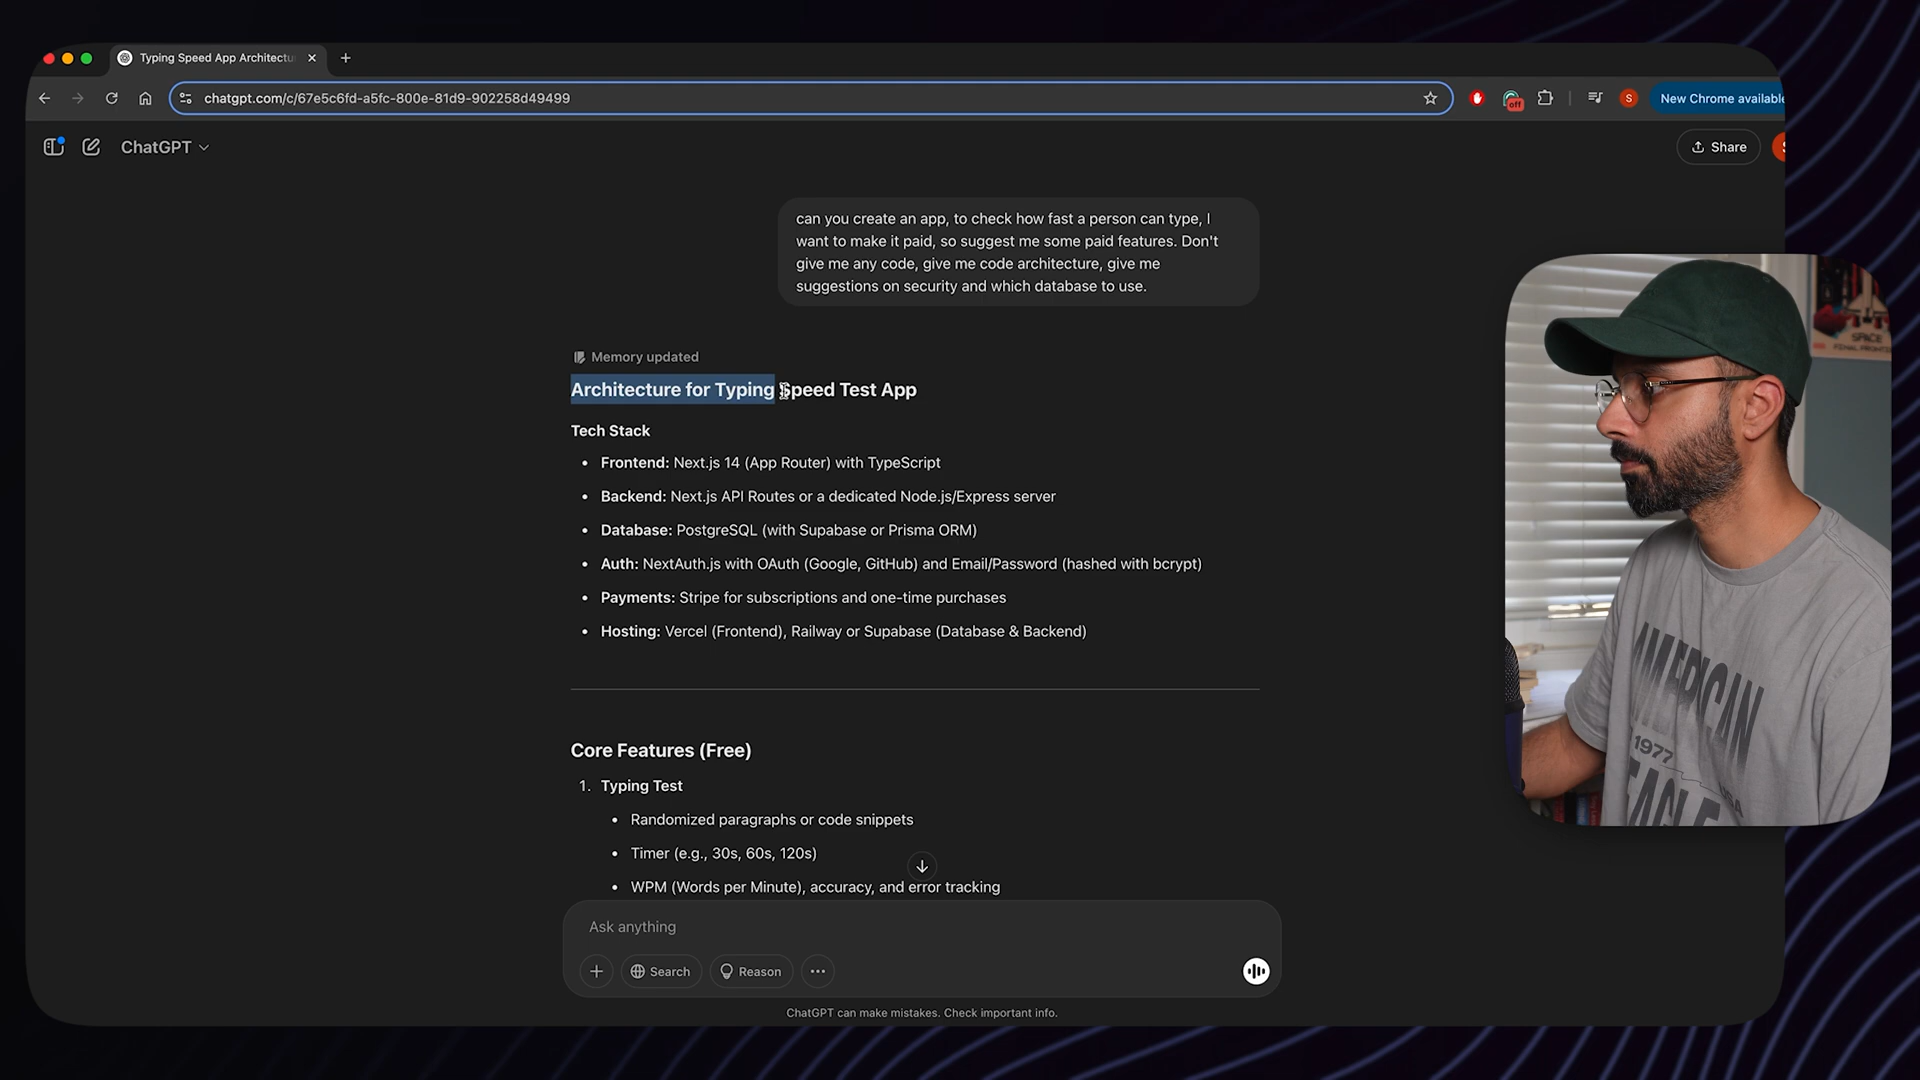 Typing Speed App Architectu
chatgpt.com/c/67e5c6fd-a5fc-800e-81d9-902258d49499
off
S
New Chrome available
ChatGPT
Share
can you create an app, to check how fast a person can type, I
want to make it paid, so suggest me some paid features. Don't
give me any code, give me code architecture, give me
suggestions on security and which database to use.
Memory updated
Architecture for Typing Speed Test App
Tech Stack
• Frontend: Next.js 14 (App Router) with TypeScript
• Backend: Next.js API Routes or a dedicated Node.js/Express server
• Database: PostgreSQL (with Supabase or Prisma ORM)
• Auth: NextAuth.js with OAuth (Google, GitHub) and Email/Password (hashed with bcrypt)
• Payments: Stripe for subscriptions and one-time purchases
• Hosting: Vercel (Frontend), Railway or Supabase (Database & Backend)
Core Features (Free)
1. Typing Test
• Randomized paragraphs or code snippets
• Timer (e.g., 30s, 60s, 120s)
• WPM (Words per Minute), accuracy, and error tracking
Ask anything
Search
Reason
ChatGPT can make mistakes. Check important info.
SPACE
AMERICAN
1977
USA
EAGLE